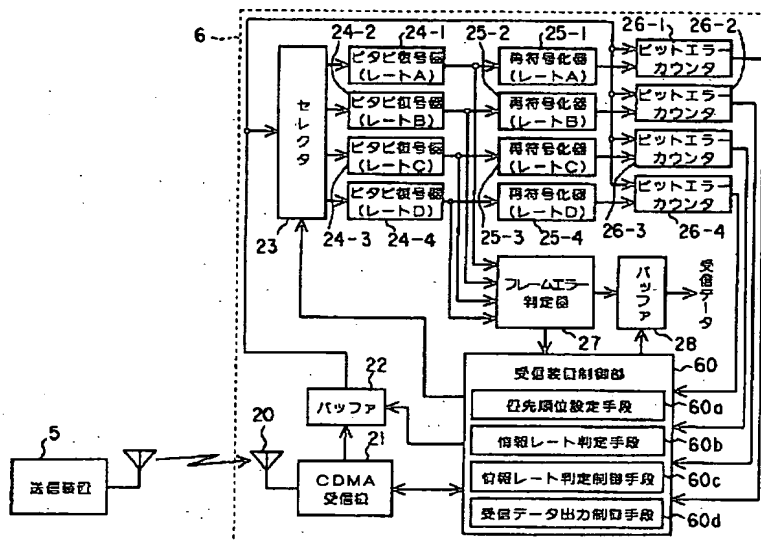 6
24-2
24-1
25-2
25-1
26-1
26-2
セレクタ
23
ビタビ復号器
(レートA)
ビタビ復号器
(レートB)
ビタビ復号器
(レートC)
ビタビ復号器
(レートD)
再符号化器
(レートA)
再符号化器
(レートB)
再符号化器
(レートC)
再符号化器
(レートD)
ビットエラー
カウンタ
ビットエラー
カウンタ
ビットエラー
カウンタ
ビットエラー
カウンタ
24-3
24-4
25-3
25-4
26-3
26-4
フレームエラー
判定器
27
バッファ
28
受信データ
22
バッファ
20
21
CDMA
受信機
5
送信装置
受信装置制御部
60
優先順位設定手段
60a
情報レート判定手段
60b
情報レート判定制御手段
60c
受信データ出力制御手段
60d